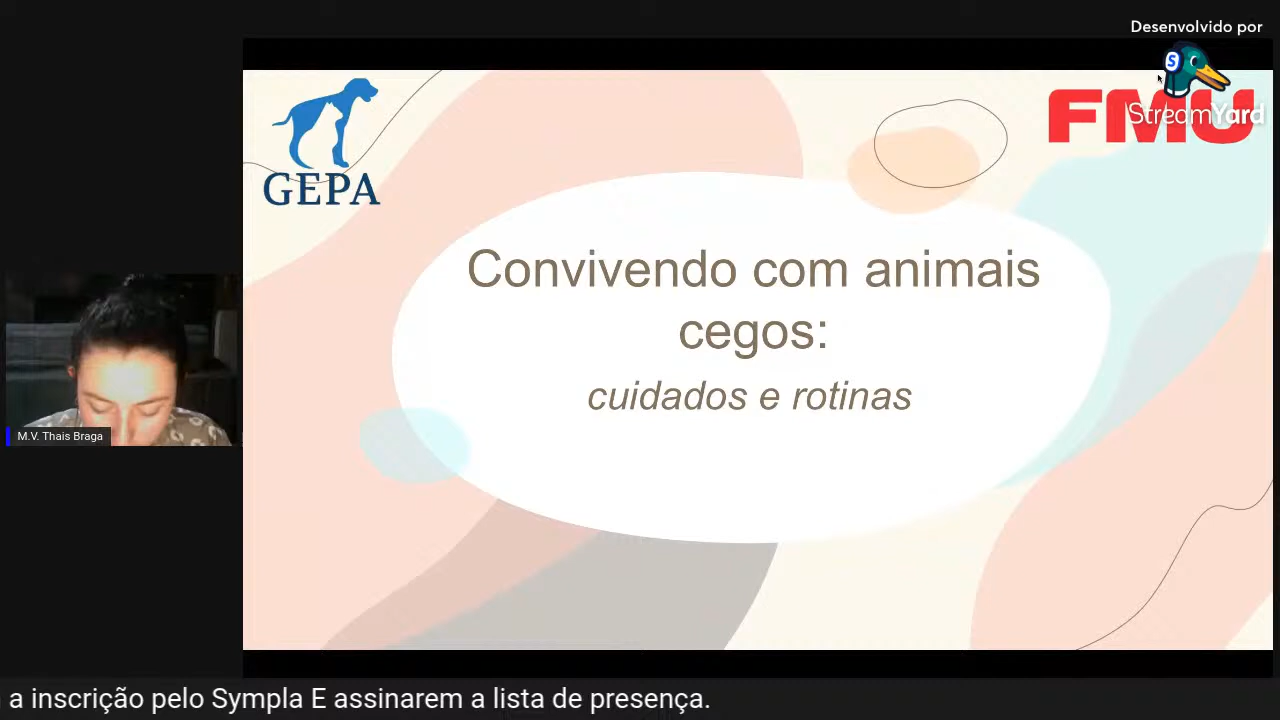 Desenvolvido por
StreamYard
GEPA
FMU
Convivendo com animais
cegos:
cuidados e rotinas
M.V. Thais Braga
a inscrição pelo Sympla E assinarem a lista de presença.